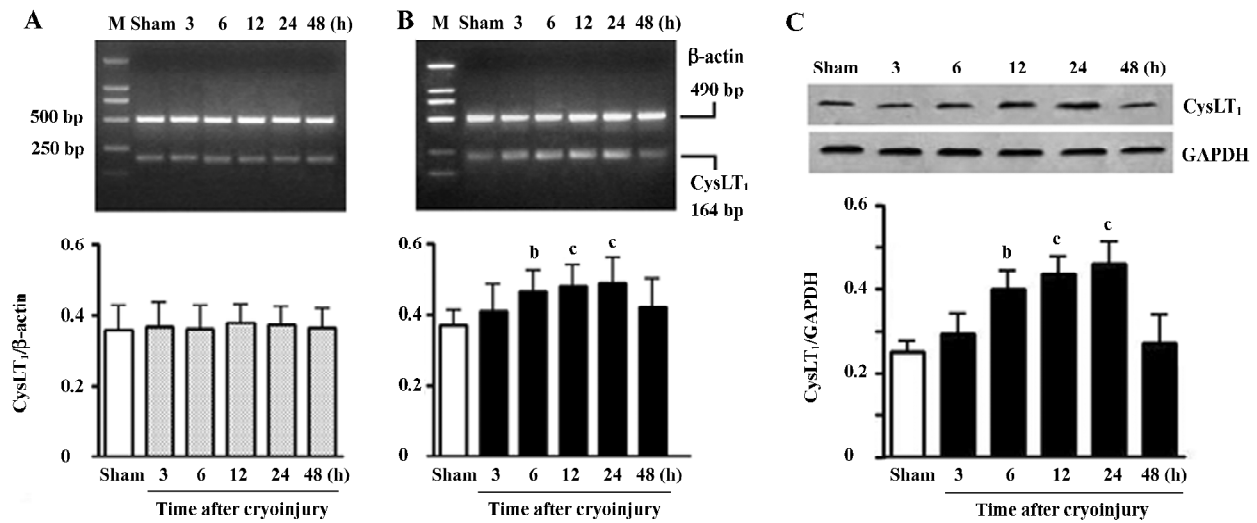 A
M Sham 3 6 12 24 48 (h)
500 bp
250 bp
B
M Sham 3 6 12 24 48 (h)
β-actin
490 bp
CysLT₁
164 bp
C
Sham 3 6 12 24 48 (h)
CysLT₁
GAPDH
CysLT₁/β-actin
0.6
0.4
0.2
0
Sham 3 6 12 24 48 (h)
Time after cryoinjury
0.6
0.4
0.2
0
b c c
Sham 3 6 12 24 48 (h)
Time after cryoinjury
CysLT₁/GAPDH
0.6
0.4
0.2
0
b c c
Sham 3 6 12 24 48 (h)
Time after cryoinjury